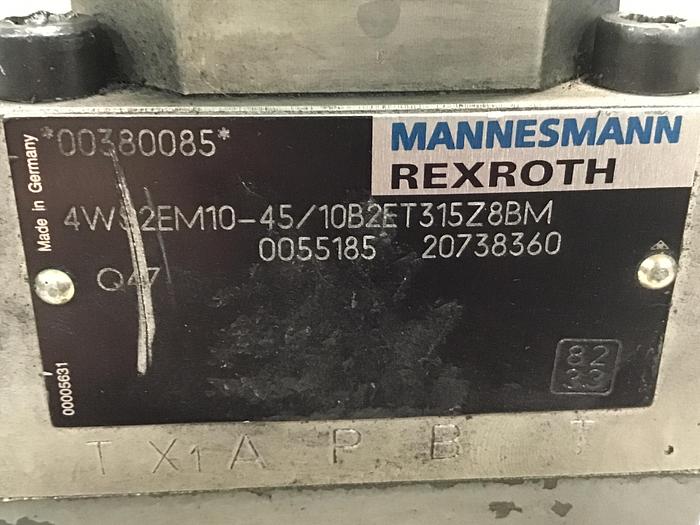 *00380085*
MANNESMANN
REXROTH
Made in Germany
4WS2EM10-45/10B2ET315Z8BM
0055185 20738360
Q47
00005631
82
33
T X1 A P B T